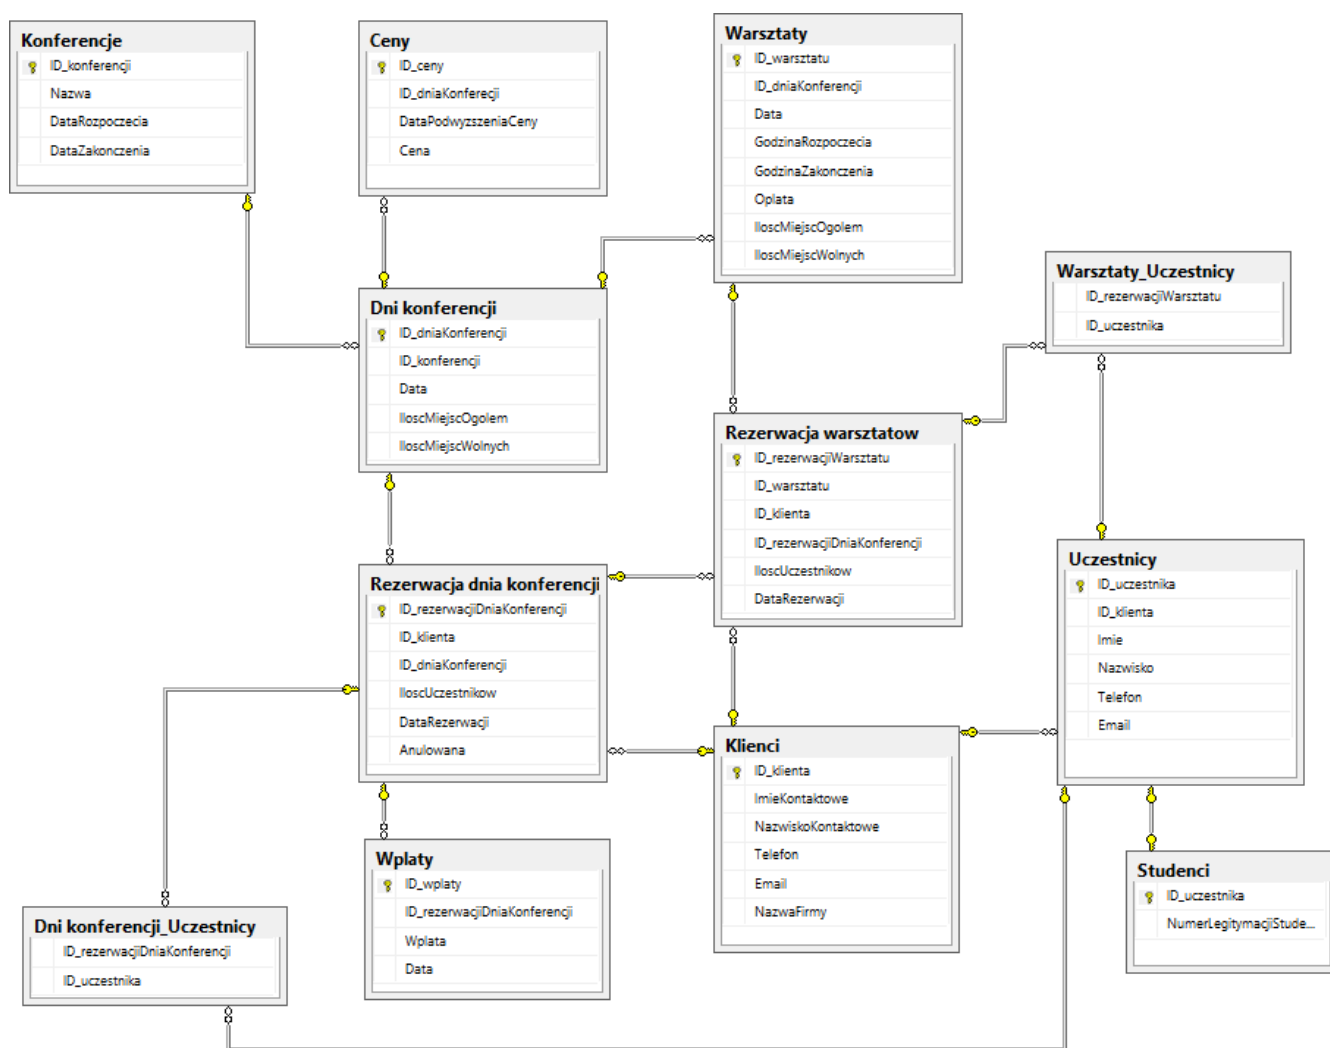 Konferencje
ID_konferencji
Nazwa
DataRozpoczecia
DataZakonczenia
Ceny
ID_ceny
ID_dniaKonferecji
DataPodwyzszeniaCeny
Cena
Warsztaty
ID_warsztatu
ID_dniaKonferencji
Data
GodzinaRozpoczecia
GodzinaZakonczenia
Oplata
IloscMiejscOgolem
IloscMiejscWolnych
Warsztaty_Uczestnicy
ID_rezerwacjiWarsztatu
ID_uczestnika
Dni konferencji
ID_dniaKonferencji
ID_konferencji
Data
IloscMiejscOgolem
IloscMiejscWolnych
Rezerwacja warsztatow
ID_rezerwacjiWarsztatu
ID_warsztatu
ID_klienta
ID_rezerwacjiDniaKonferencji
IloscUczestnikow
DataRezerwacji
Uczestnicy
ID_uczestnika
ID_klienta
Imie
Nazwisko
Telefon
Email
Rezerwacja dnia konferencji
ID_rezerwacjiDniaKonferencji
ID_klienta
ID_dniaKonferencji
IloscUczestnikow
DataRezerwacji
Anulowana
Klienci
ID_klienta
ImieKontaktowe
NazwiskoKontaktowe
Telefon
Email
NazwaFirmy
Wplaty
ID_wplaty
ID_rezerwacjiDniaKonferencji
Wplata
Data
Studenci
ID_uczestnika
NumerLegitymacjiStude...
Dni konferencji_Uczestnicy
ID_rezerwacjiDniaKonferencji
ID_uczestnika